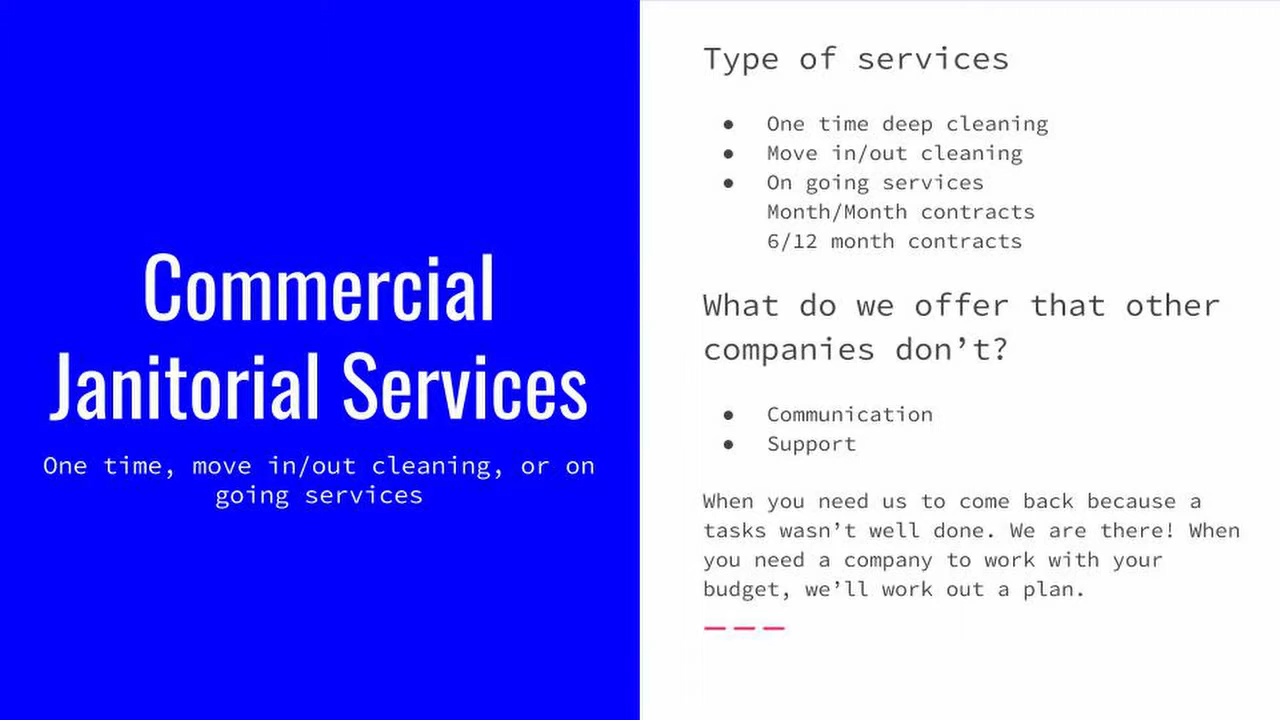 Commercial
Janitorial Services
One time, move in/out cleaning, or on
going services
Type of services
● One time deep cleaning
● Move in/out cleaning
● On going services
Month/Month contracts
6/12 month contracts
What do we offer that other
companies don’t?
● Communication
● Support
When you need us to come back because a
tasks wasn’t well done. We are there! When
you need a company to work with your
budget, we’ll work out a plan.